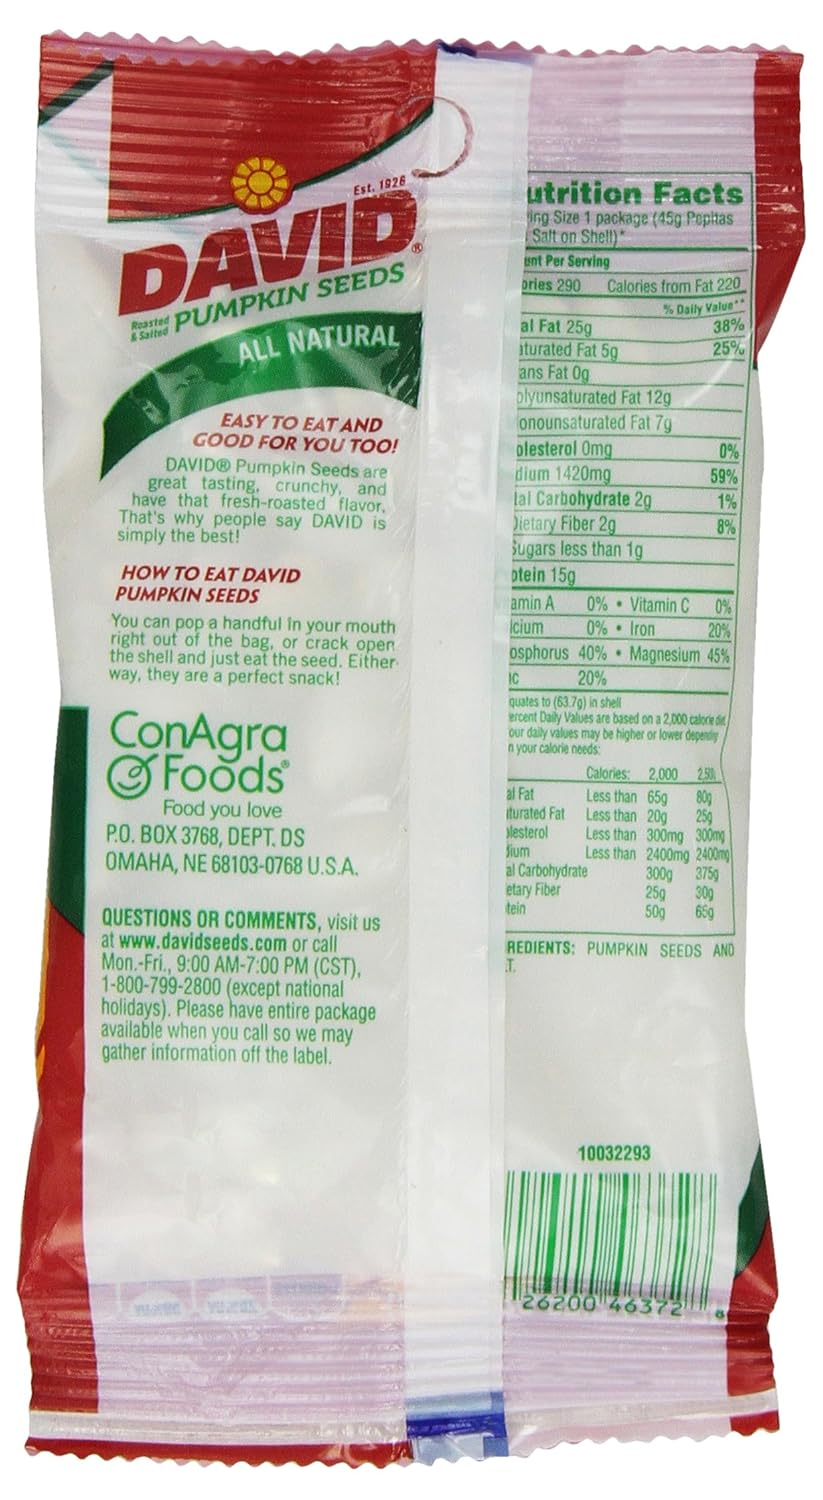 Est. 1926
DAVID®
Roasted & Salted
PUMPKIN SEEDS
ALL NATURAL
EASY TO EAT AND
GOOD FOR YOU TOO!
DAVID® Pumpkin Seeds are
great tasting, crunchy, and
have that fresh-roasted flavor.
That's why people say DAVID is
simply the best!
HOW TO EAT DAVID
PUMPKIN SEEDS
You can pop a handful in your mouth
right out of the bag, or crack open
the shell and just eat the seed. Either
way, they are a perfect snack!
ConAgra
Foods®
Food you love
P.O. BOX 3768, DEPT. DS
OMAHA, NE 68103-0768 U.S.A.
QUESTIONS OR COMMENTS, visit us
at www.davidseeds.com or call
Mon.-Fri., 9:00 AM-7:00 PM (CST),
1-800-799-2800 (except national
holidays). Please have entire package
available when you call so we may
gather information off the label.
utrition Facts
ing Size 1 package (45g Pepitas
Salt on Shell)*
unt Per Serving
ories 290 Calories from Fat 220
% Daily Value**
al Fat 25g 38%
aturated Fat 5g 25%
ans Fat 0g
olyunsaturated Fat 12g
onounsaturated Fat 7g
olesterol 0mg 0%
dium 1420mg 59%
tal Carbohydrate 2g 1%
Dietary Fiber 2g 8%
Sugars less than 1g
otein 15g
amin A 0% • Vitamin C 0%
lcium 0% • Iron 20%
osphorus 40% • Magnesium 45%
nc 20%
quates to (63.7g) in shell
ercent Daily Values are based on a 2,000 calorie diet.
our daily values may be higher or lower depending
n your calorie needs:
Calories: 2,000 2,500
al Fat Less than 65g 80g
aturated Fat Less than 20g 25g
olesterol Less than 300mg 300mg
dium Less than 2400mg 2400mg
al Carbohydrate 300g 375g
etary Fiber 25g 30g
tein 50g 65g
REDIENTS: PUMPKIN SEEDS AND
LT.
10032293
26200 46372 8